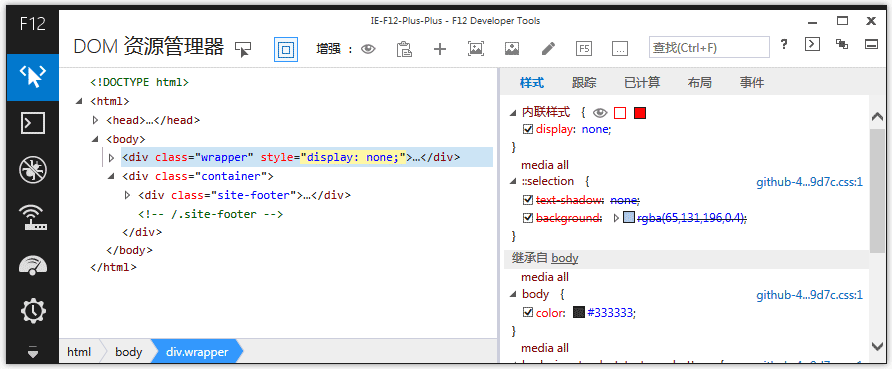 IE-F12-Plus-Plus - F12 Developer Tools
F12
DOM 资源管理器
增强 :
F5
...
查找(Ctrl+F)
?
<!DOCTYPE html>
<html>
<head>…</head>
<body>
<div class="wrapper" style="display: none;">…</div>
<div class="container">
<div class="site-footer">…</div>
<!-- /.site-footer -->
</div>
</body>
</html>
html body div.wrapper
样式 跟踪 已计算 布局 事件
内联样式 {
display: none;
}
media all
::selection { github-4...9d7c.css:1
text-shadow: none;
background: rgba(65,131,196,0.4);
}
继承自 body
media all
body { github-4...9d7c.css:1
color: #333333;
}
media all